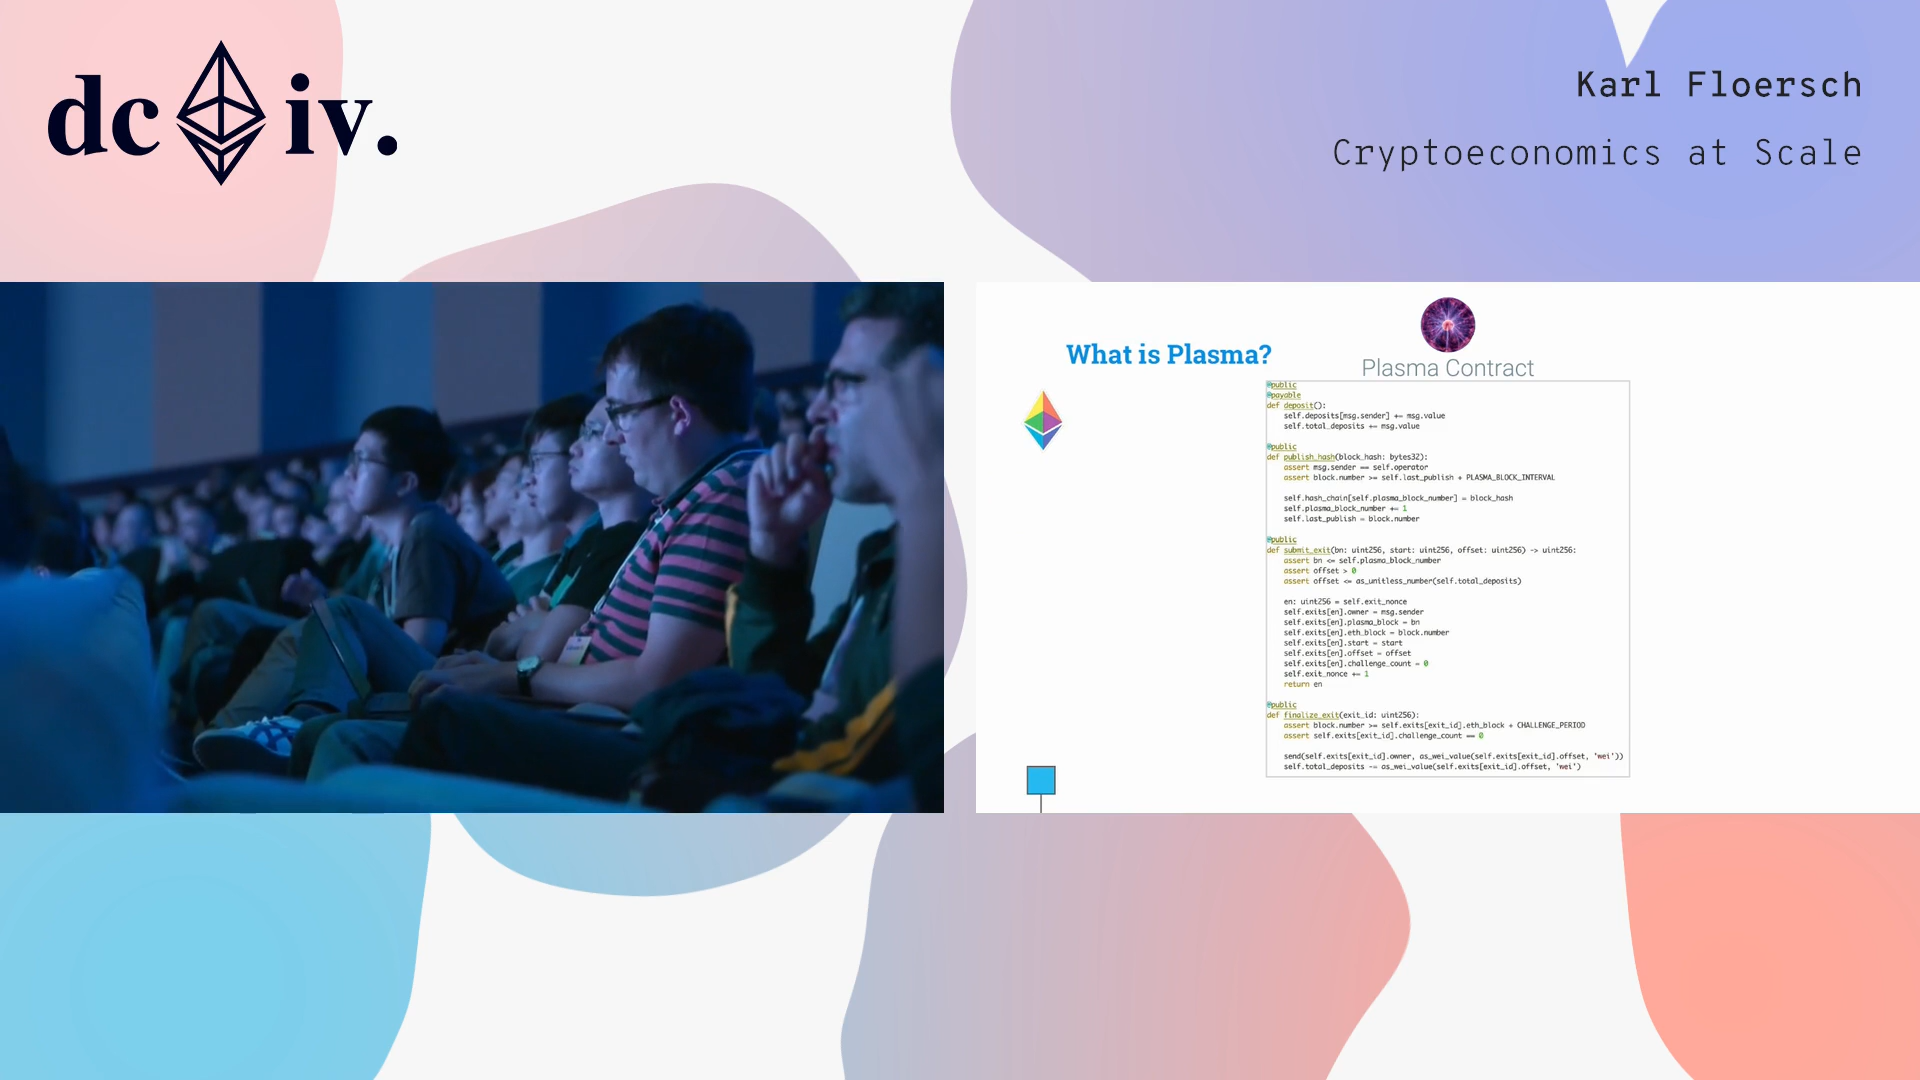 dc iv.
Karl Floersch
Cryptoeconomics at Scale
What is Plasma?
Plasma Contract
@public
@payable
def deposit():
self.deposits[msg.sender] += msg.value
self.total_deposits += msg.value
@public
def publish_hash(block_hash: bytes32):
assert msg.sender == self.operator
assert block.number >= self.last_publish + PLASMA_BLOCK_INTERVAL
self.hash_chain[self.plasma_block_number] = block_hash
self.plasma_block_number += 1
self.last_publish = block.number
@public
def submit_exit(bn: uint256, start: uint256, offset: uint256) -> uint256:
assert bn <= self.plasma_block_number
assert offset > 0
assert offset <= as_unitless_number(self.total_deposits)
en: uint256 = self.exit_nonce
self.exits[en].owner = msg.sender
self.exits[en].plasma_block = bn
self.exits[en].eth_block = block.number
self.exits[en].start = start
self.exits[en].offset = offset
self.exits[en].challenge_count = 0
self.exit_nonce += 1
return en
@public
def finalize_exit(exit_id: uint256):
assert block.number >= self.exits[exit_id].eth_block + CHALLENGE_PERIOD
assert self.exits[exit_id].challenge_count == 0
send(self.exits[exit_id].owner, as_wei_value(self.exits[exit_id].offset, 'wei'))
self.total_deposits -= as_wei_value(self.exits[exit_id].offset, 'wei')